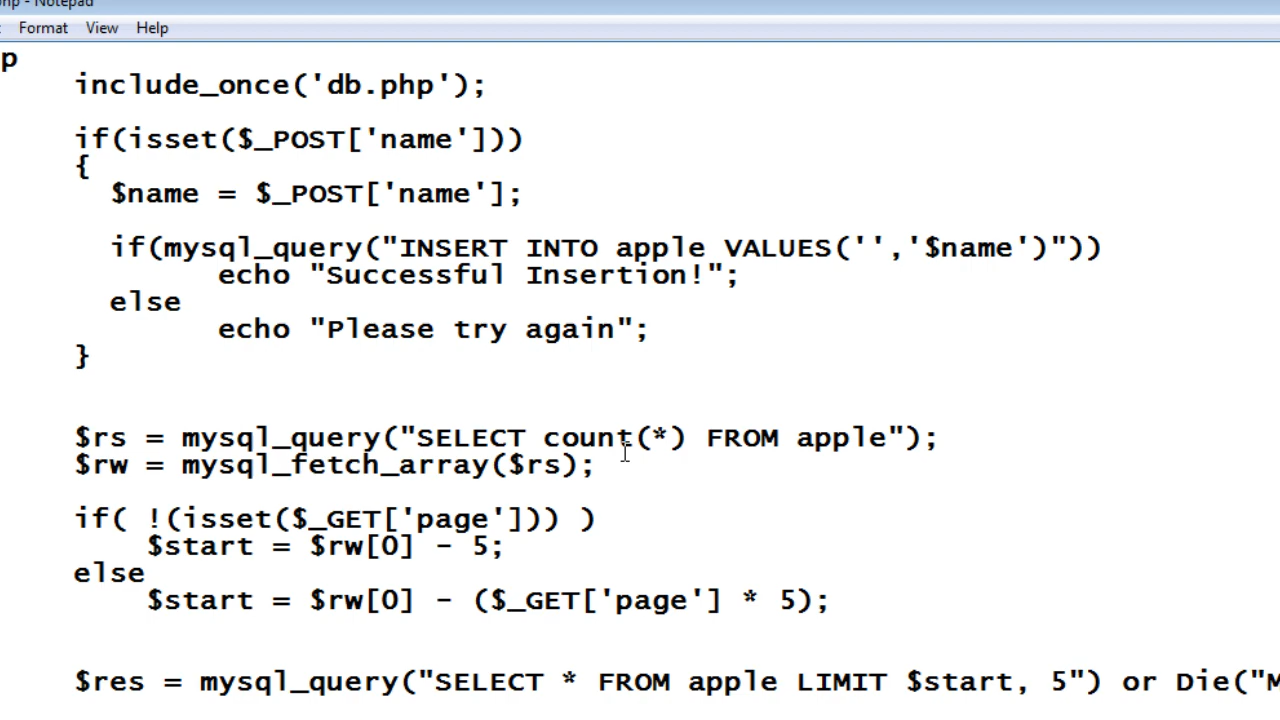 .php - Notepad
Format View Help
p
include_once('db.php');
if(isset($_POST['name']))
{
$name = $_POST['name'];
if(mysql_query("INSERT INTO apple VALUES('','$name')"))
echo "Successful Insertion!";
else
echo "Please try again";
}
$rs = mysql_query("SELECT count(*) FROM apple");
$rw = mysql_fetch_array($rs);
if( !(isset($_GET['page'])) )
$start = $rw[0] - 5;
else
$start = $rw[0] - ($_GET['page'] * 5);
$res = mysql_query("SELECT * FROM apple LIMIT $start, 5") or Die("M